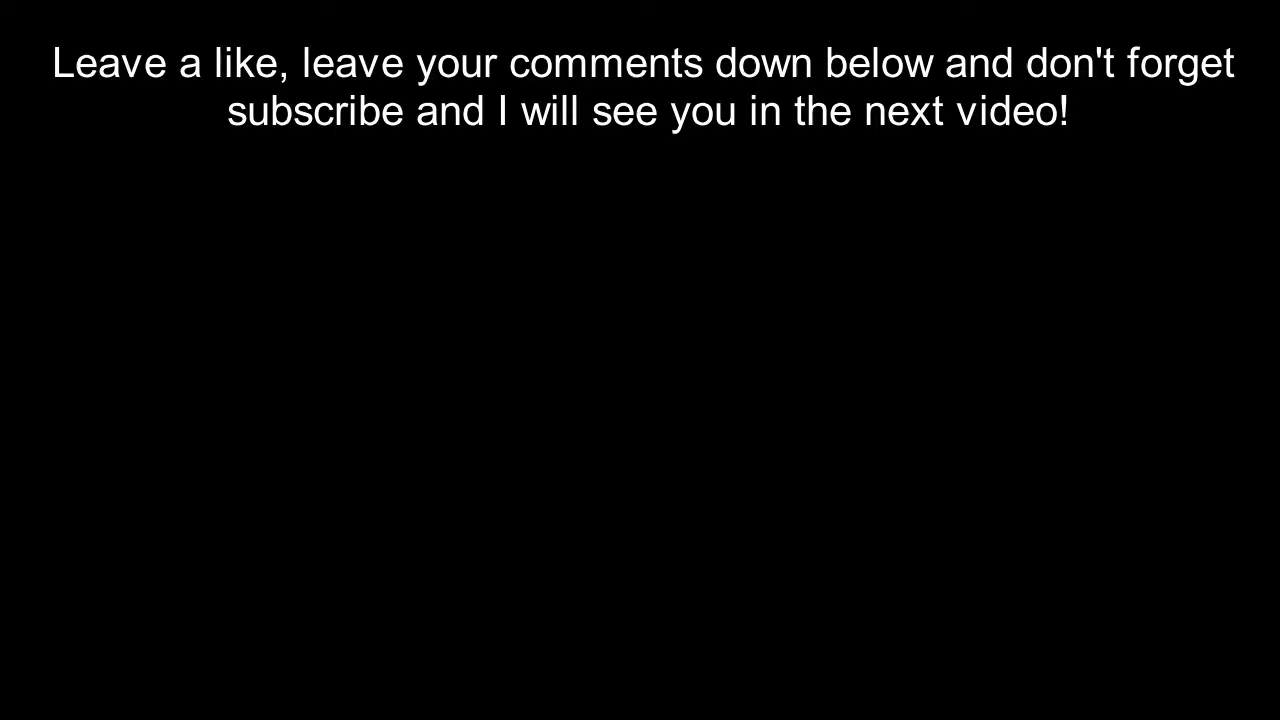 Leave a like, leave your comments down below and don't forget
subscribe and I will see you in the next video!